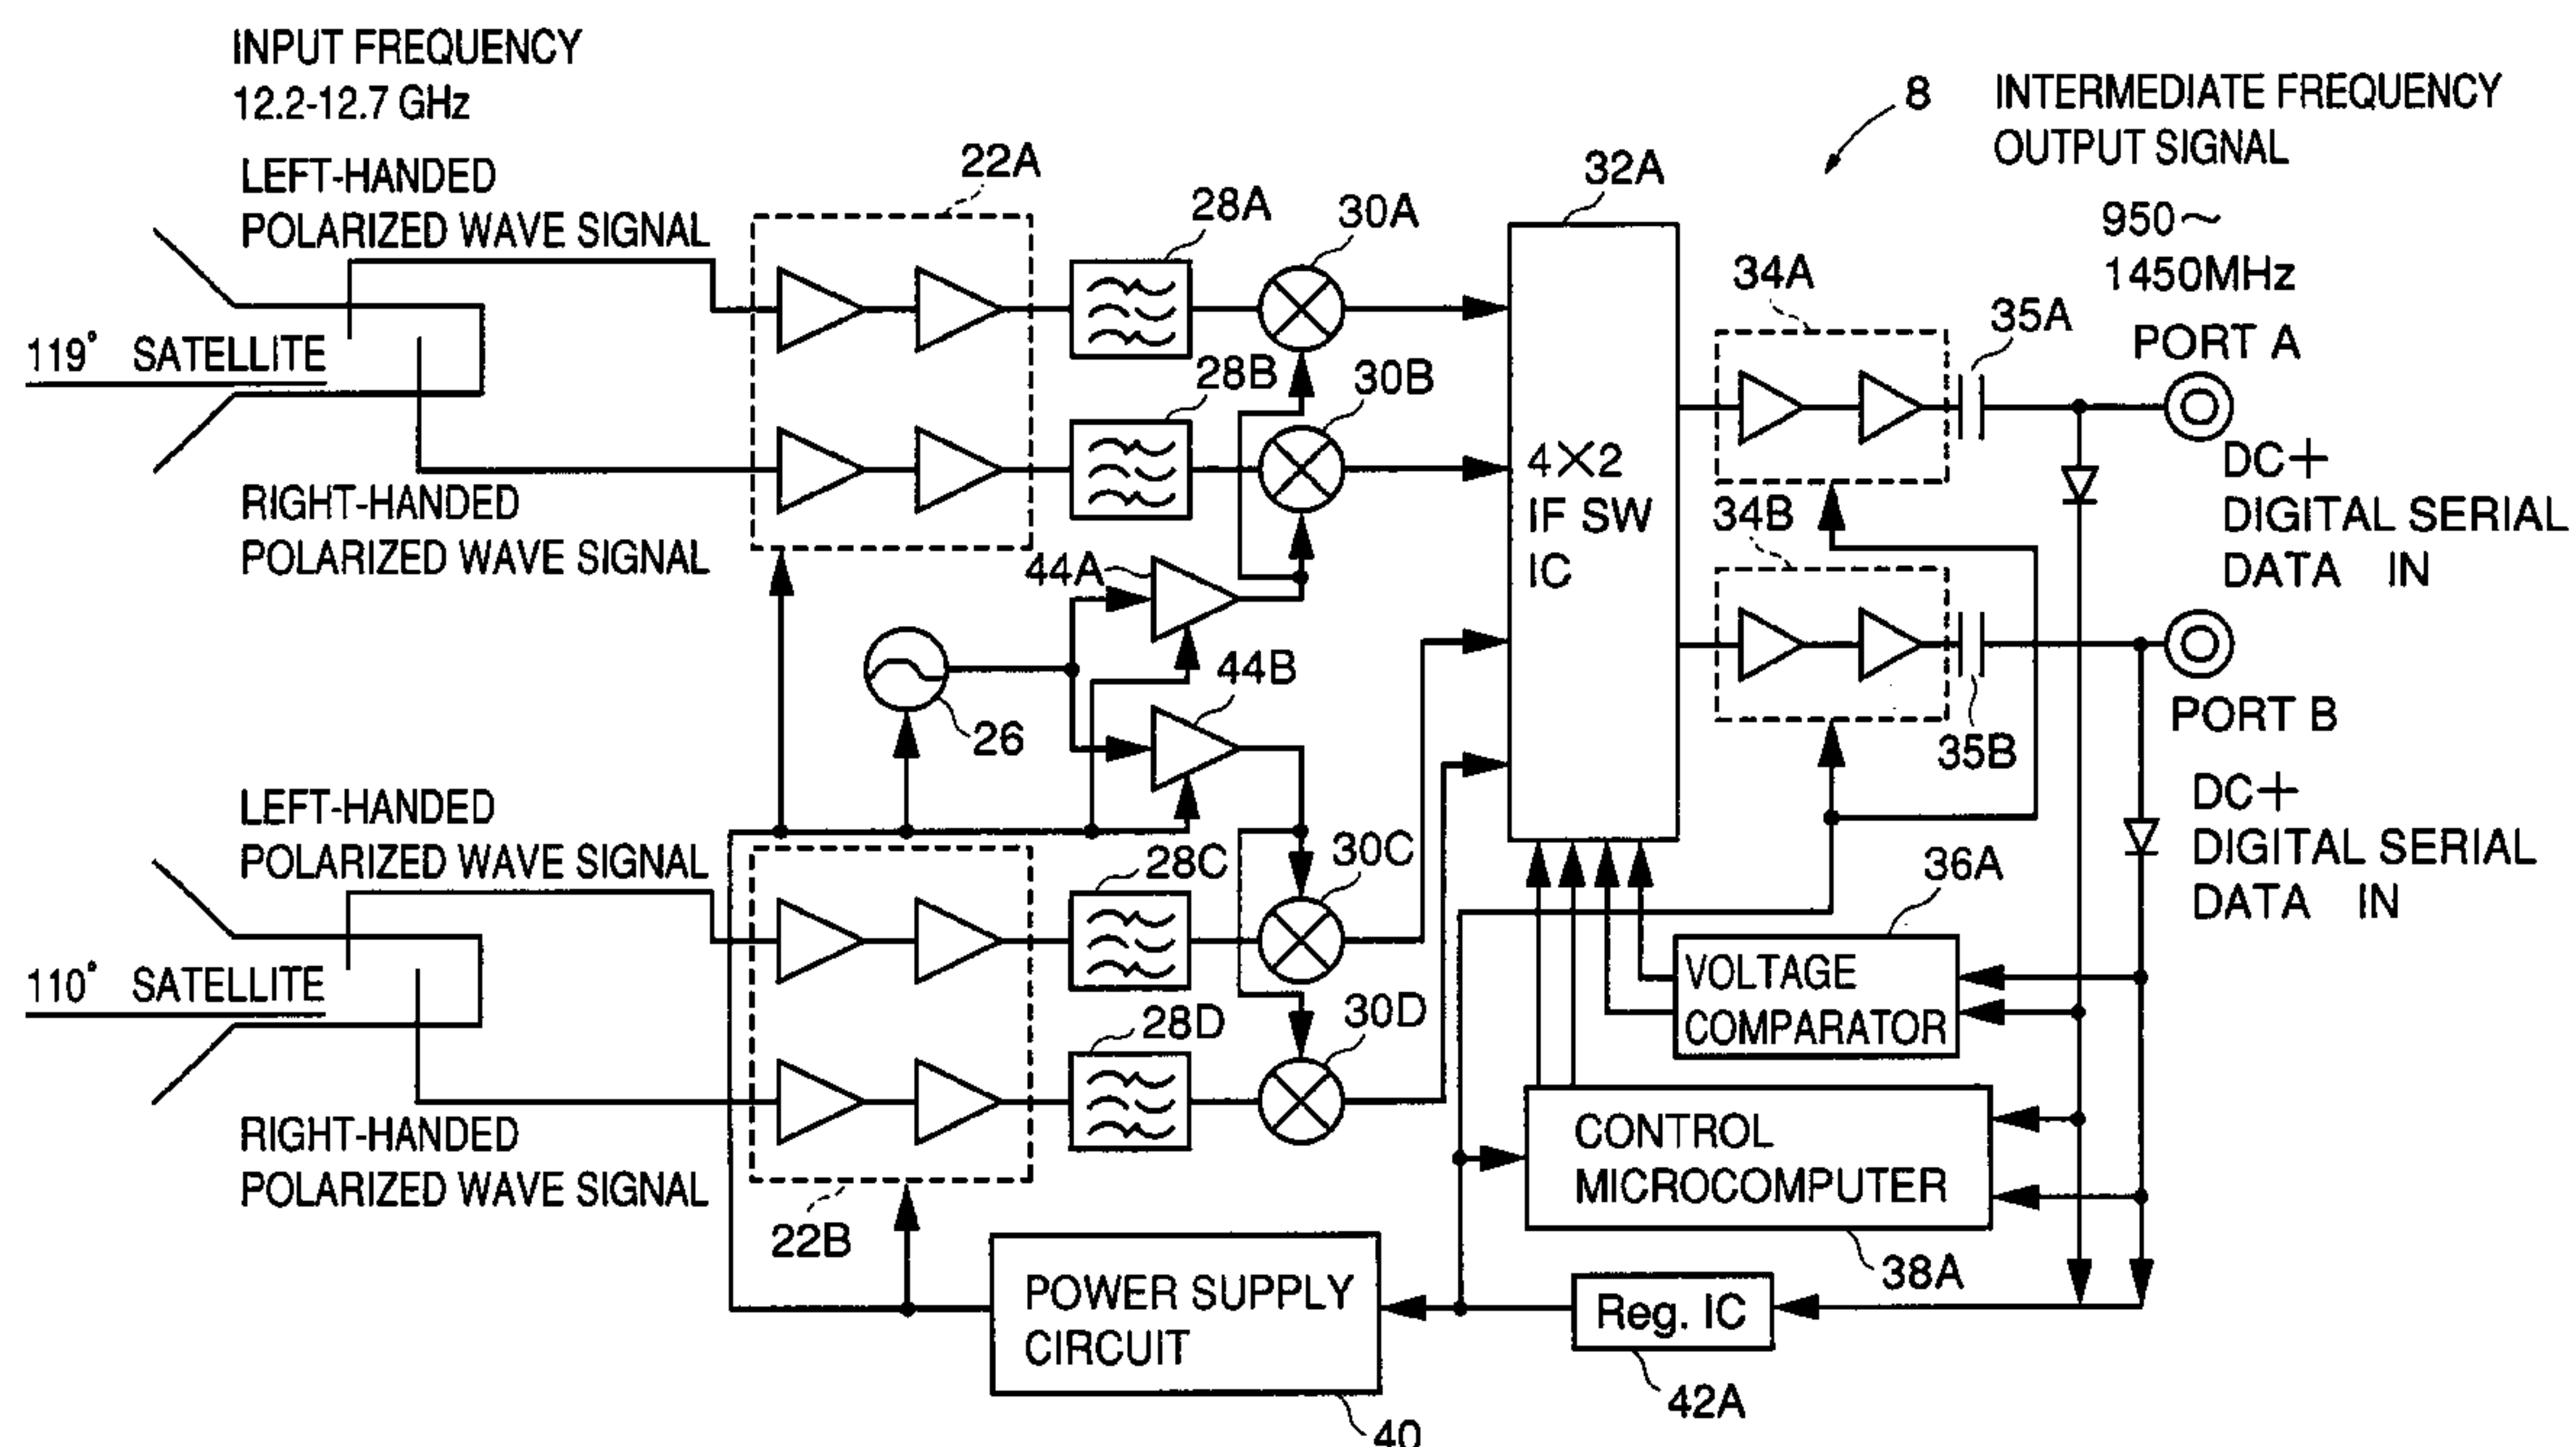 INPUT FREQUENCY
12.2-12.7 GHz
LEFT-HANDED
POLARIZED WAVE SIGNAL
22A
28A
30A
32A
8
INTERMEDIATE FREQUENCY
OUTPUT SIGNAL
950～
1450MHz
34A
35A
PORT A
119° SATELLITE
28B
30B
RIGHT-HANDED
POLARIZED WAVE SIGNAL
4×2
IF SW
IC
34B
DC+
DIGITAL SERIAL
DATA IN
44A
44B
26
35B
PORT B
DC+
DIGITAL SERIAL
DATA IN
LEFT-HANDED
POLARIZED WAVE SIGNAL
28C
30C
36A
110° SATELLITE
VOLTAGE
COMPARATOR
28D
30D
RIGHT-HANDED
POLARIZED WAVE SIGNAL
CONTROL
MICROCOMPUTER
22B
38A
POWER SUPPLY
CIRCUIT
Reg. IC
42A
40